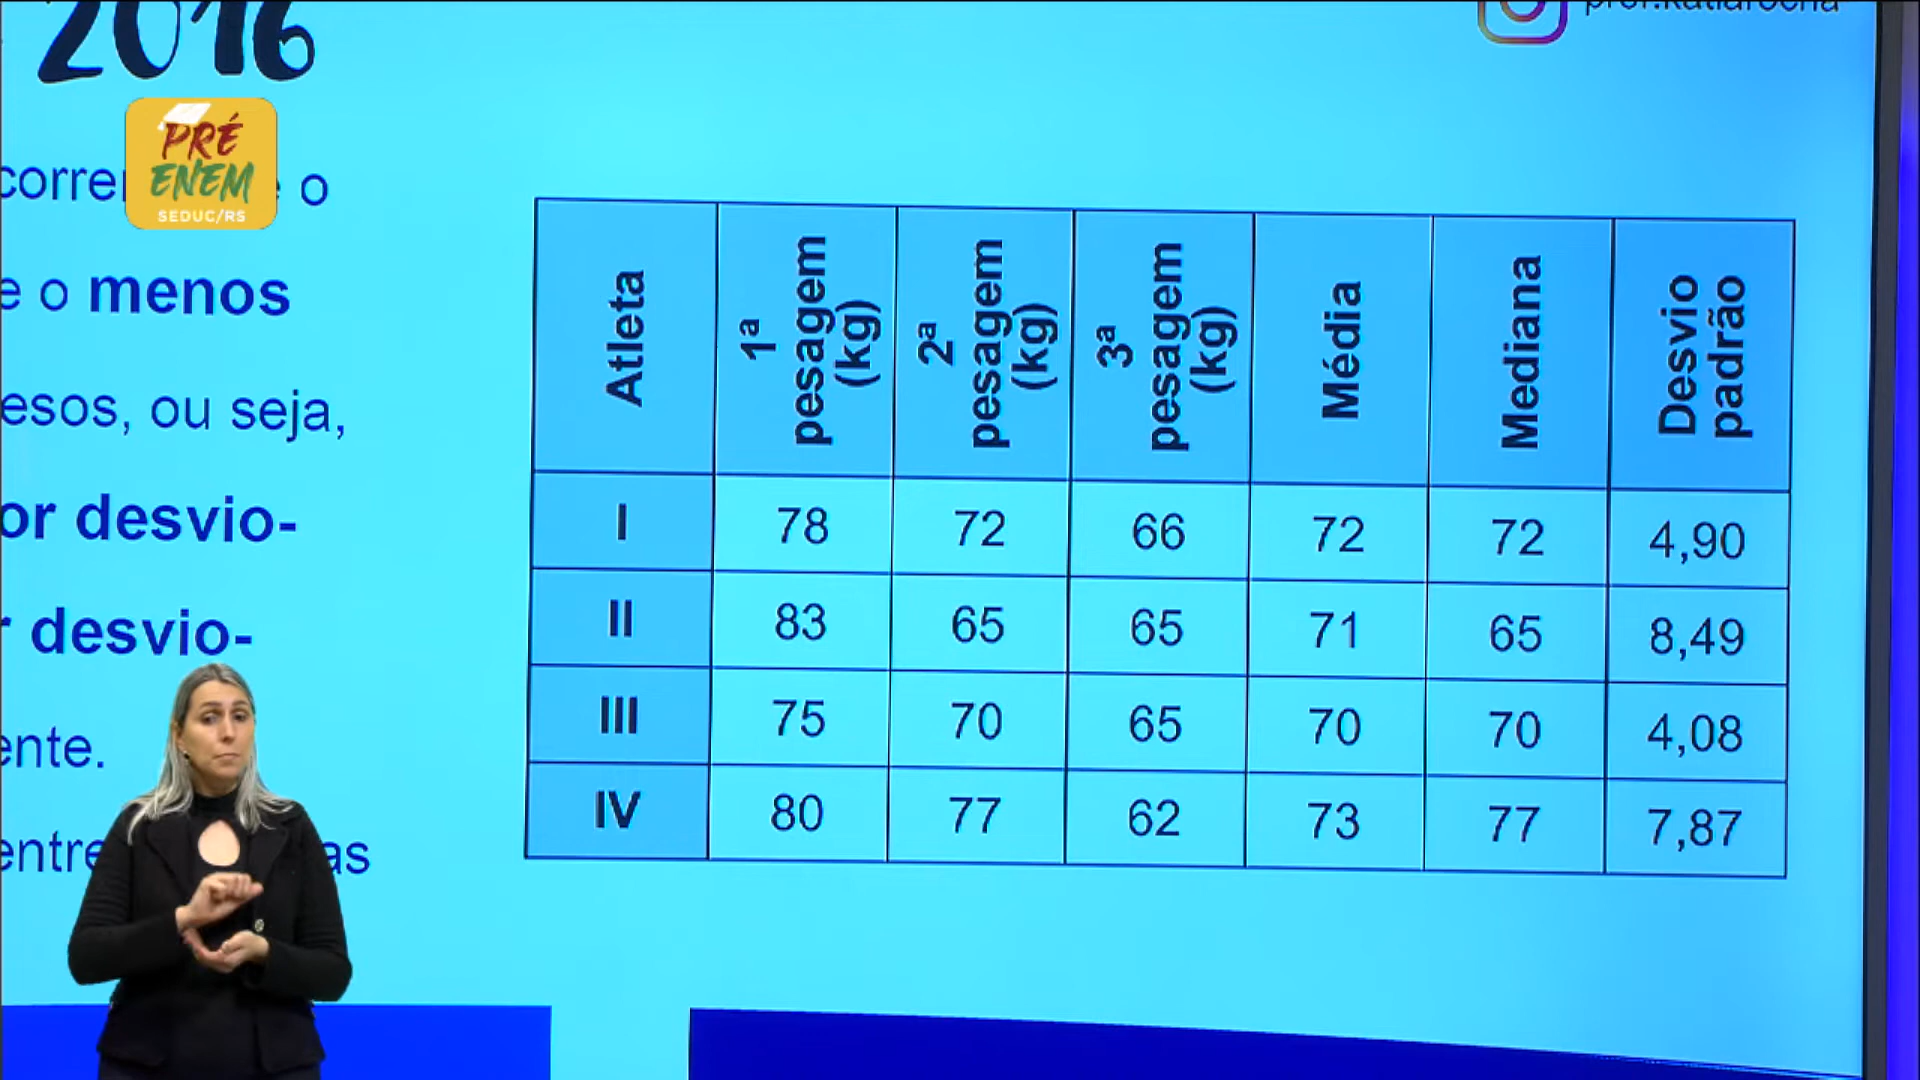 2016
PRÉ
ENEM
SEDUC/RS
o
e o menos
esos, ou seja,
or desvio-
desvio-
ente.
entre
as
Atleta
1ª pesagem (kg)
2ª pesagem (kg)
3ª pesagem (kg)
Média
Mediana
Desvio padrão
I 78 72 66 72 72 4,90
II 83 65 65 71 65 8,49
III 75 70 65 70 70 4,08
IV 80 77 62 73 77 7,87